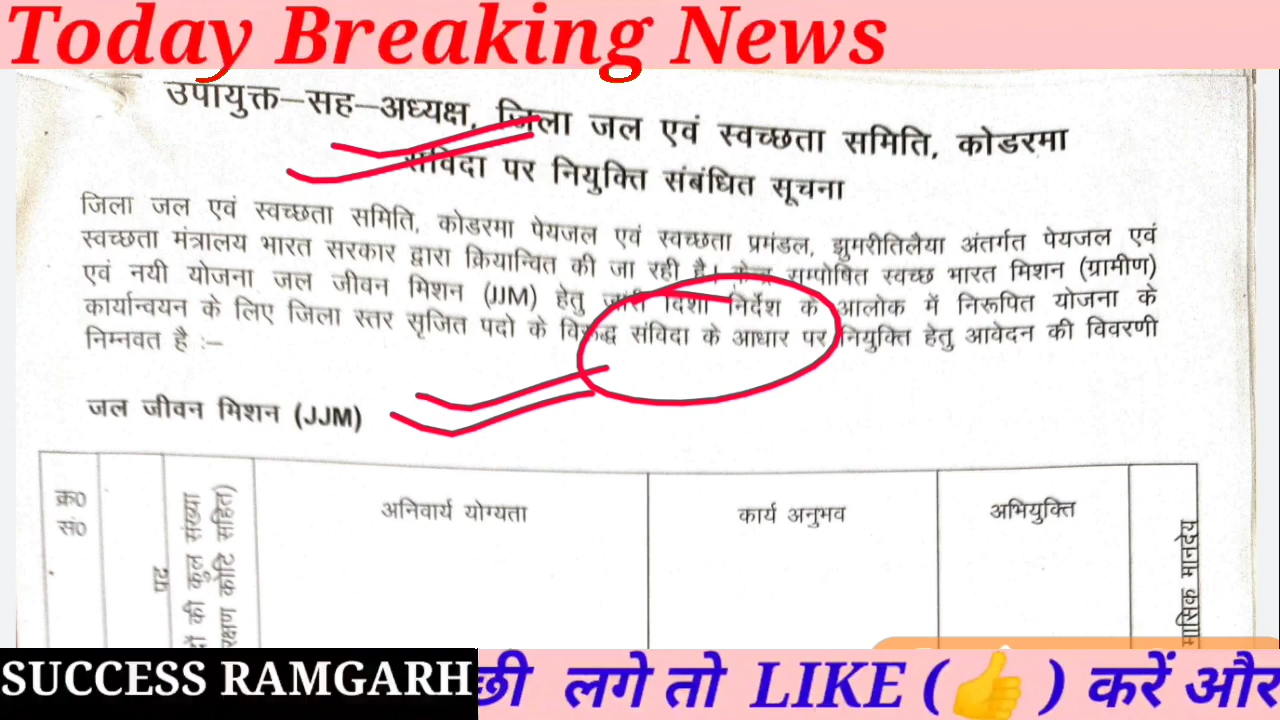 Today Breaking News
उपायुक्त–सह–अध्यक्ष, जिला जल एवं स्वच्छता समिति, कोडरमा
संविदा पर नियुक्ति संबंधित सूचना
जिला जल एवं स्वच्छता समिति, कोडरमा पेयजल एवं स्वच्छता प्रमंडल, झुमरीतिलैया अंतर्गत पेयजल एवं
स्वच्छता मंत्रालय भारत सरकार द्वारा क्रियान्वित की जा रही है। केन्द्र सम्पोषित स्वच्छ भारत मिशन (ग्रामीण)
एवं नयी योजना जल जीवन मिशन (JJM) हेतु जारी दिशा निर्देश के आलोक में निरूपित योजना के
कार्यान्वयन के लिए जिला स्तर सृजित पदो के विरुद्ध संविदा के आधार पर नियुक्ति हेतु आवेदन की विवरणी
निम्नवत है :–
जल जीवन मिशन (JJM)
क्र0
सं0
पद
की कुल संख्या
कोटि सहित)
अनिवार्य योग्यता
कार्य अनुभव
अभियुक्ति
मासिक मानदेय
SUCCESS RAMGARH
लगे तो LIKE (👍) करें और